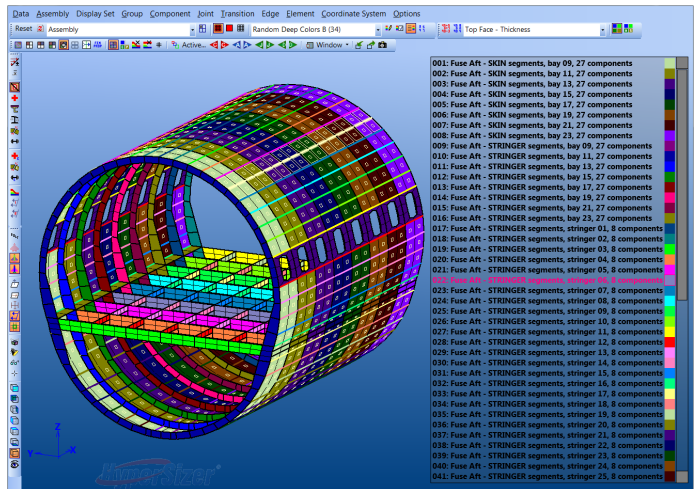 Data Assembly Display Set Group Component Joint Transition Edge Element Coordinate System Options
Reset Assembly Random Deep Colors B (34) Top Face - Thickness
Active... Window
001: Fuse Aft - SKIN segments, bay 09, 27 components
002: Fuse Aft - SKIN segments, bay 11, 27 components
003: Fuse Aft - SKIN segments, bay 13, 27 components
004: Fuse Aft - SKIN segments, bay 15, 27 components
005: Fuse Aft - SKIN segments, bay 17, 27 components
006: Fuse Aft - SKIN segments, bay 19, 27 components
007: Fuse Aft - SKIN segments, bay 21, 27 components
008: Fuse Aft - SKIN segments, bay 23, 27 components
009: Fuse Aft - STRINGER segments, bay 09, 27 components
010: Fuse Aft - STRINGER segments, bay 11, 27 components
011: Fuse Aft - STRINGER segments, bay 13, 27 components
012: Fuse Aft - STRINGER segments, bay 15, 27 components
013: Fuse Aft - STRINGER segments, bay 17, 27 components
014: Fuse Aft - STRINGER segments, bay 19, 27 components
015: Fuse Aft - STRINGER segments, bay 21, 27 components
016: Fuse Aft - STRINGER segments, bay 23, 27 components
017: Fuse Aft - STRINGER segments, stringer 01, 8 components
018: Fuse Aft - STRINGER segments, stringer 02, 8 components
019: Fuse Aft - STRINGER segments, stringer 03, 8 components
020: Fuse Aft - STRINGER segments, stringer 04, 8 components
021: Fuse Aft - STRINGER segments, stringer 05, 8 components
022: Fuse Aft - STRINGER segments, stringer 06, 8 components
023: Fuse Aft - STRINGER segments, stringer 07, 8 components
024: Fuse Aft - STRINGER segments, stringer 08, 8 components
025: Fuse Aft - STRINGER segments, stringer 09, 8 components
026: Fuse Aft - STRINGER segments, stringer 10, 8 components
027: Fuse Aft - STRINGER segments, stringer 11, 8 components
028: Fuse Aft - STRINGER segments, stringer 12, 8 components
029: Fuse Aft - STRINGER segments, stringer 13, 8 components
030: Fuse Aft - STRINGER segments, stringer 14, 8 components
031: Fuse Aft - STRINGER segments, stringer 15, 8 components
032: Fuse Aft - STRINGER segments, stringer 16, 8 components
033: Fuse Aft - STRINGER segments, stringer 17, 8 components
034: Fuse Aft - STRINGER segments, stringer 18, 8 components
035: Fuse Aft - STRINGER segments, stringer 19, 8 components
036: Fuse Aft - STRINGER segments, stringer 20, 8 components
037: Fuse Aft - STRINGER segments, stringer 21, 8 components
038: Fuse Aft - STRINGER segments, stringer 22, 8 components
039: Fuse Aft - STRINGER segments, stringer 23, 8 components
040: Fuse Aft - STRINGER segments, stringer 24, 8 components
041: Fuse Aft - STRINGER segments, stringer 25, 8 components
Z
Y X
HyperSizer®